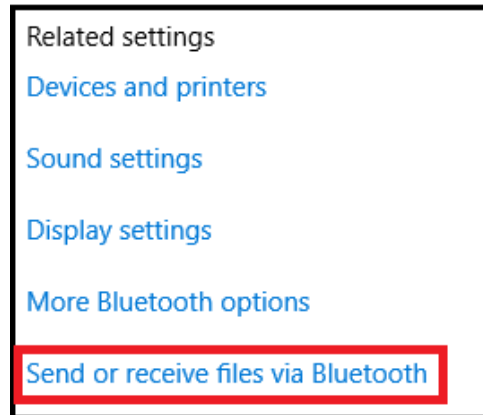 Related settings
Devices and printers
Sound settings
Display settings
More Bluetooth options
Send or receive files via Bluetooth